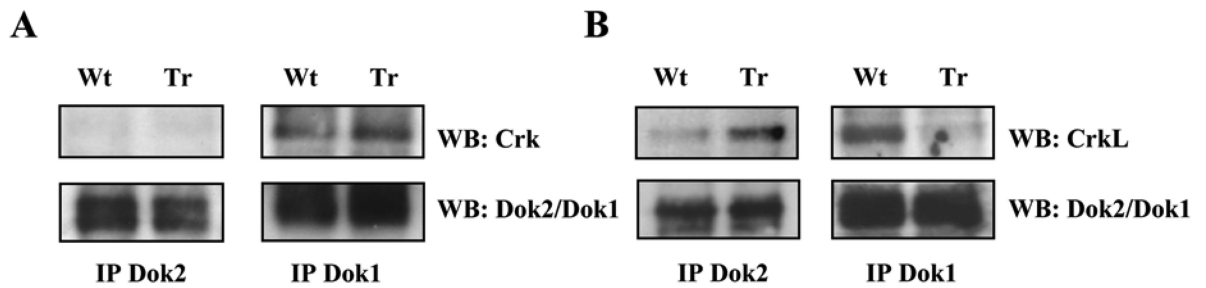 A
B
Wt Tr Wt Tr
Wt Tr Wt Tr
WB: Crk
WB: CrkL
WB: Dok2/Dok1
WB: Dok2/Dok1
IP Dok2
IP Dok1
IP Dok2
IP Dok1